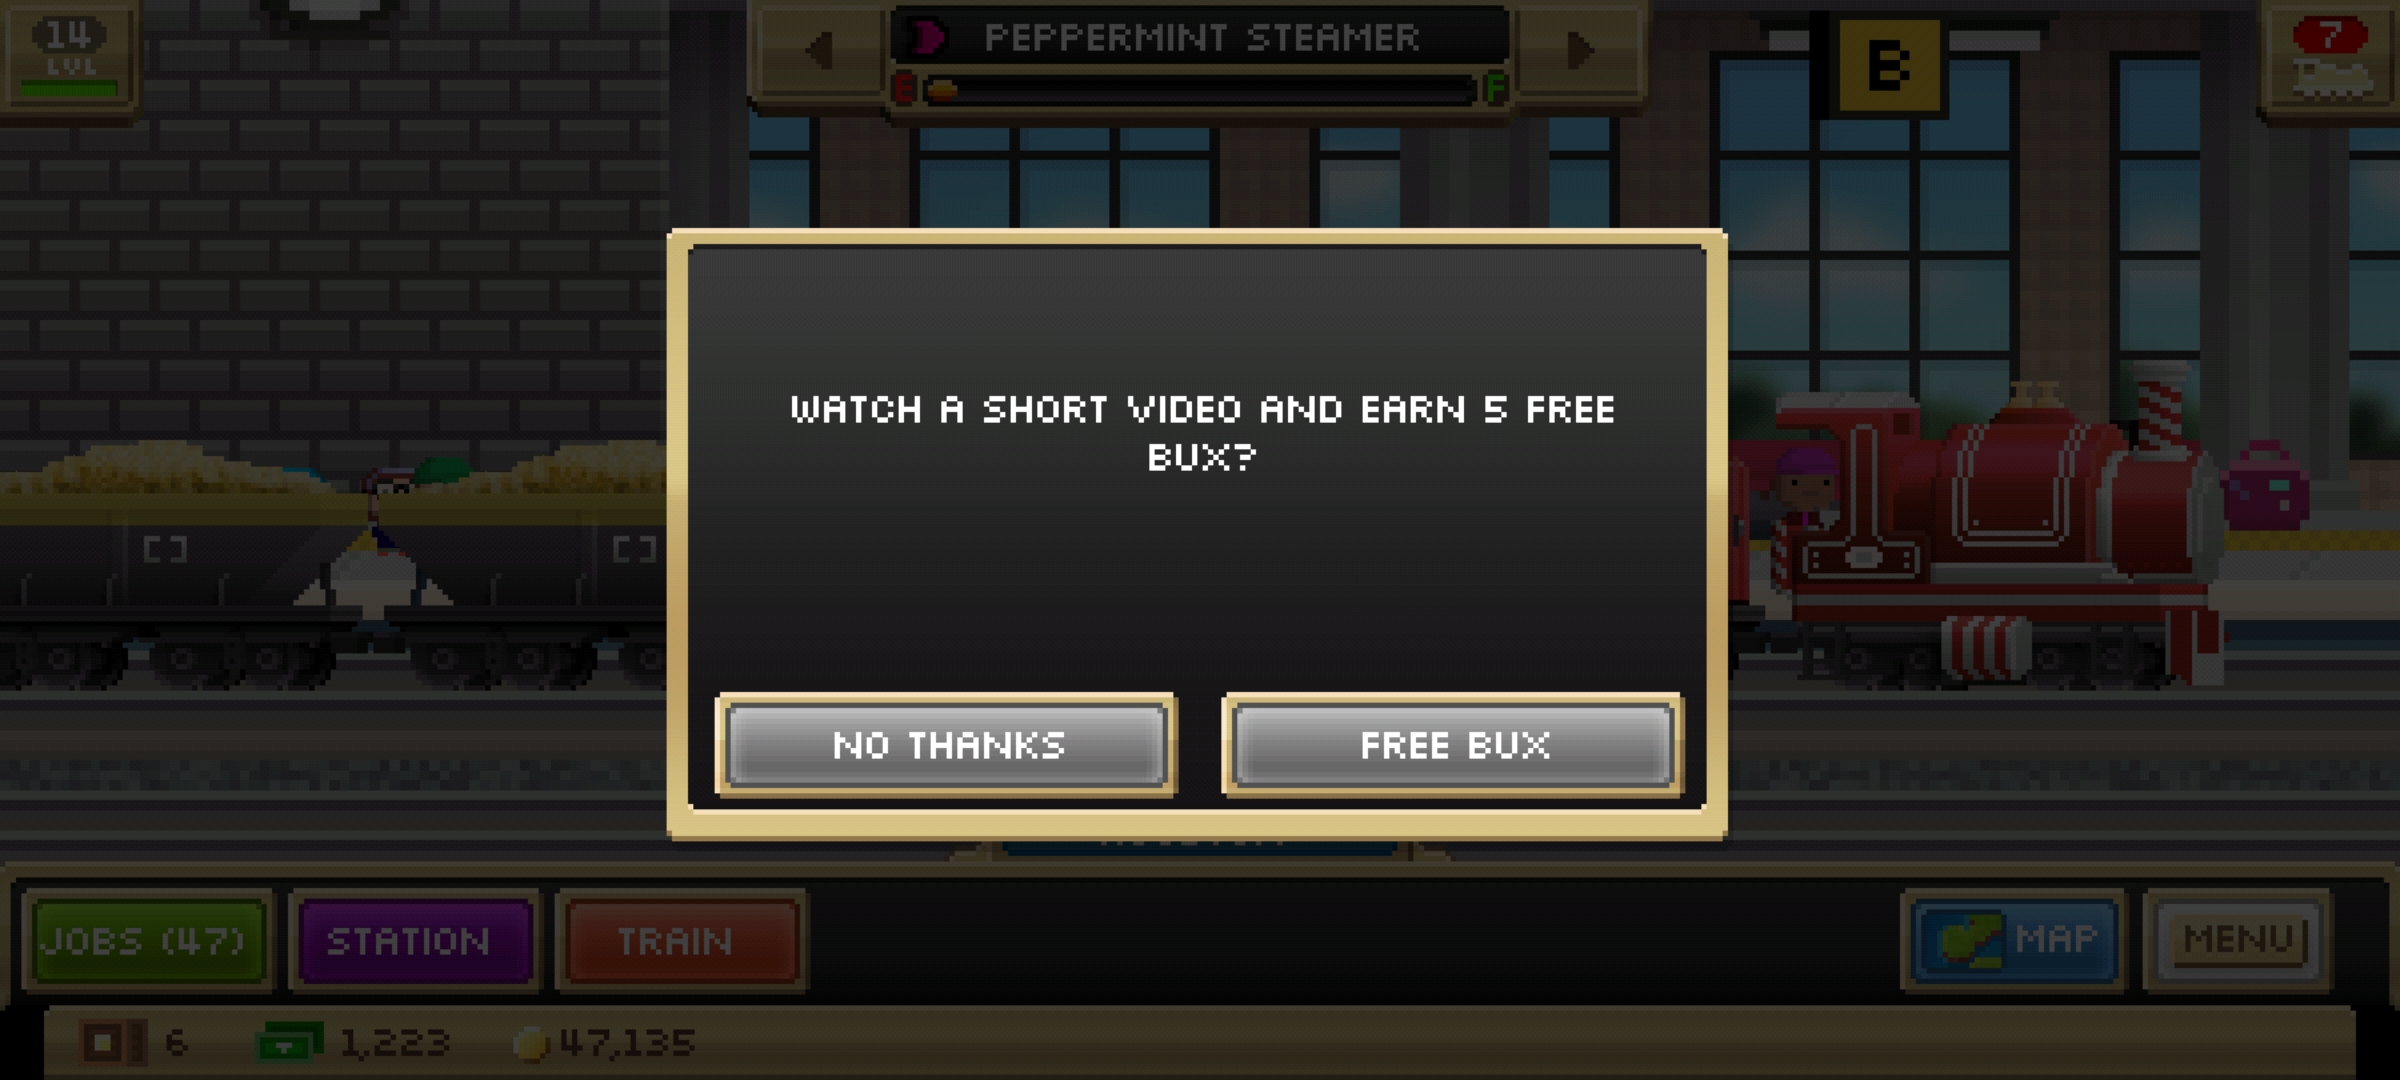 14
LVL
PEPPERMINT STEAMER
E
F
B
7
WATCH A SHORT VIDEO AND EARN 5 FREE
BUX?
NO THANKS
FREE BUX
JOBS (47)
STATION
TRAIN
MAP
MENU
6
1,223
47,135